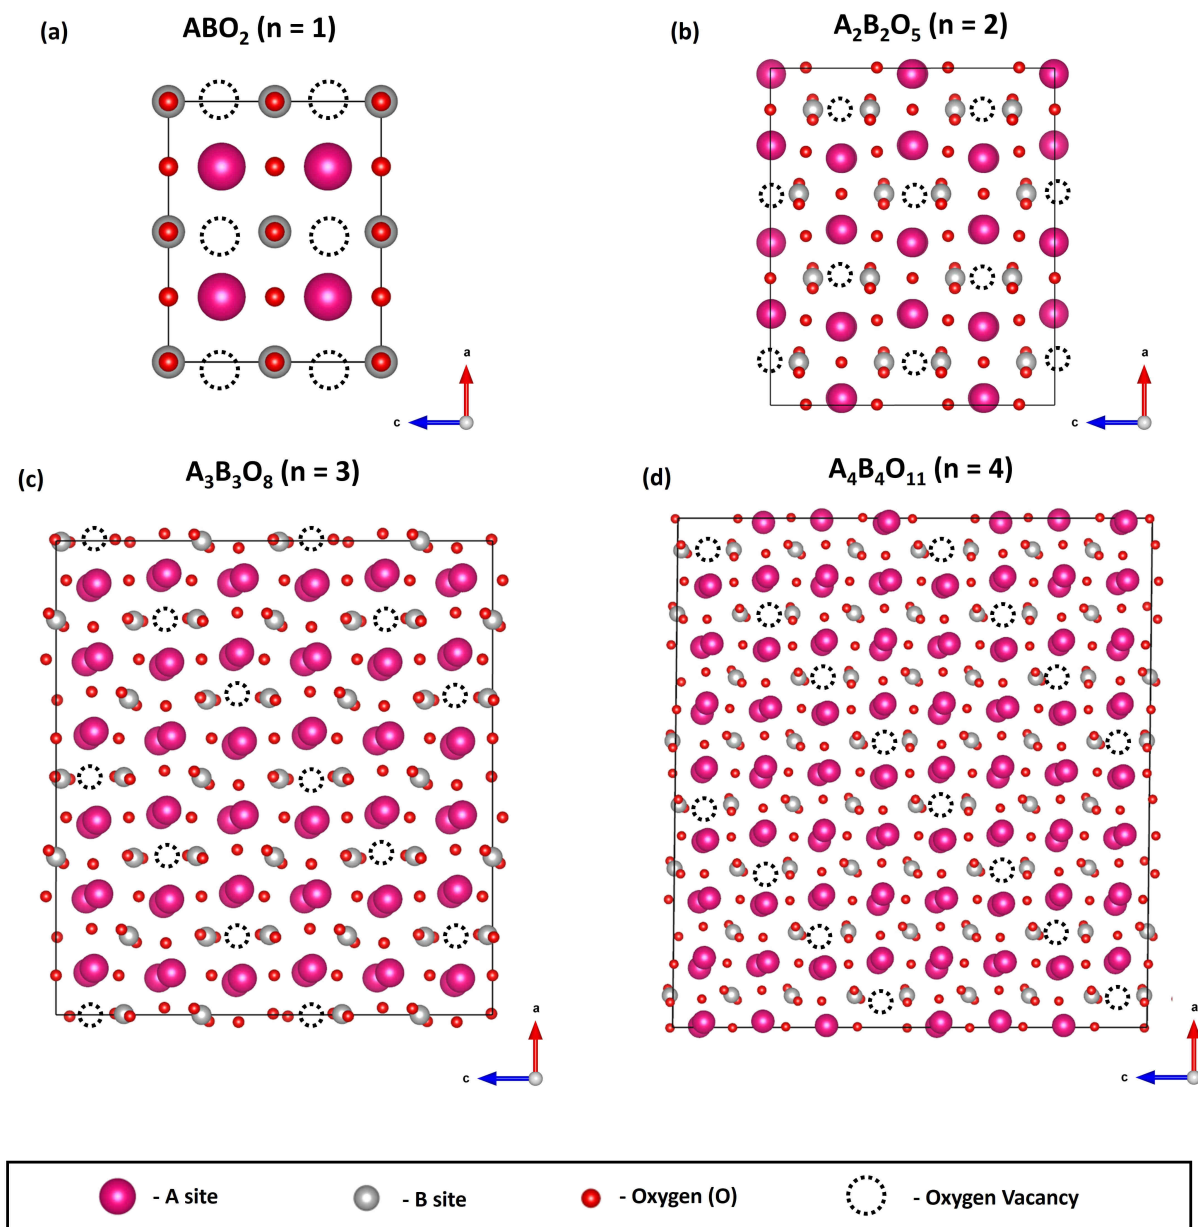 (a) ABO₂ (n = 1)
(b) A₂B₂O₅ (n = 2)
a
c
a
c
(c) A₃B₃O₈ (n = 3)
(d) A₄B₄O₁₁ (n = 4)
a
c
a
c
- A site - B site - Oxygen (O) - Oxygen Vacancy